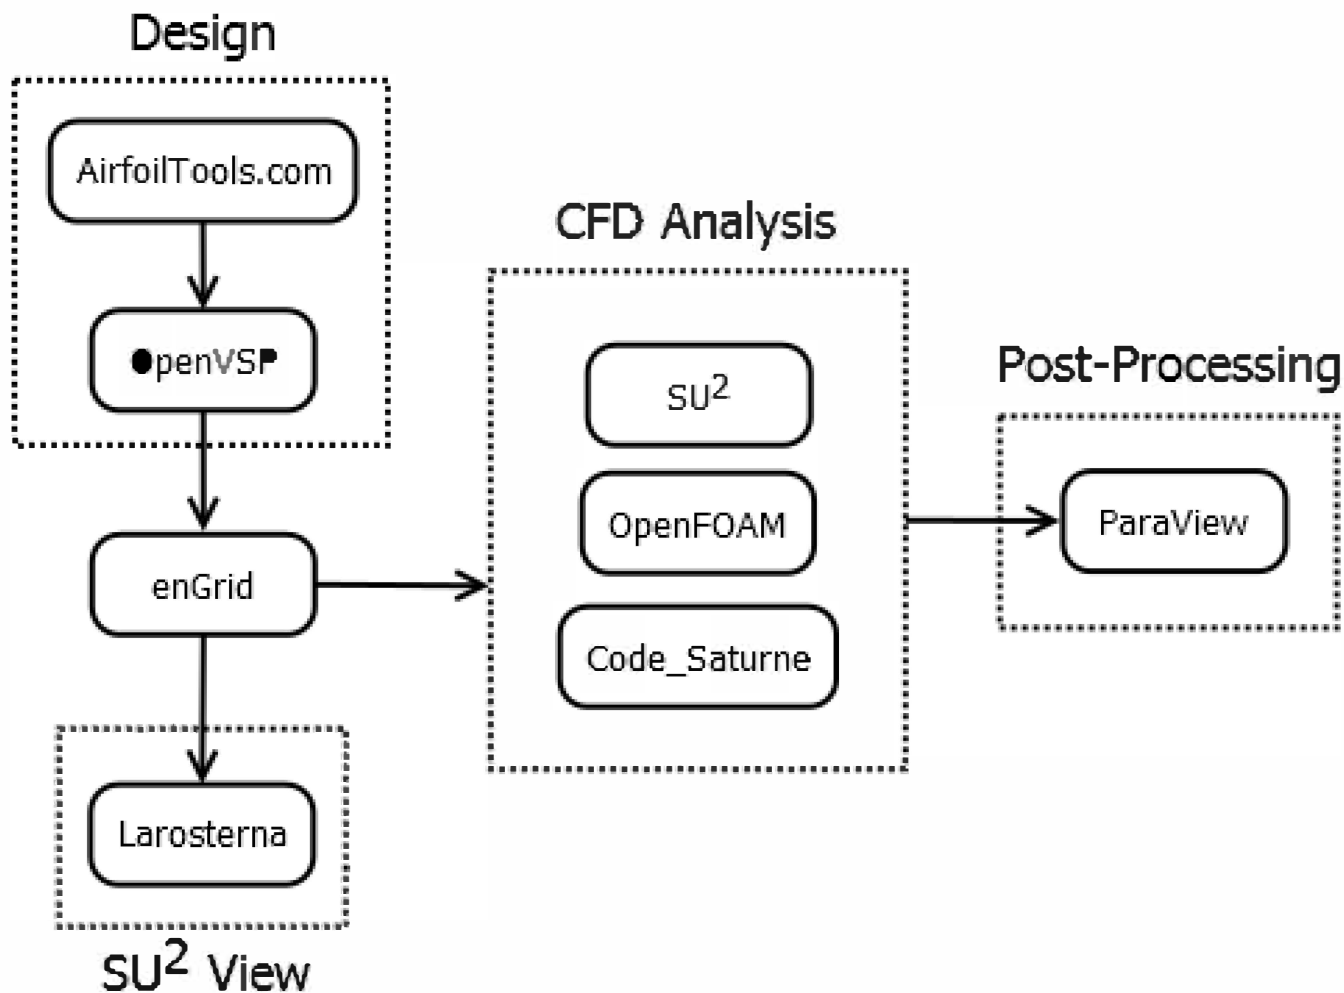 Design
AirfoilTools.com
OpenVSP
enGrid
Larosterna
SU² View
CFD Analysis
SU²
OpenFOAM
Code_Saturne
Post-Processing
ParaView